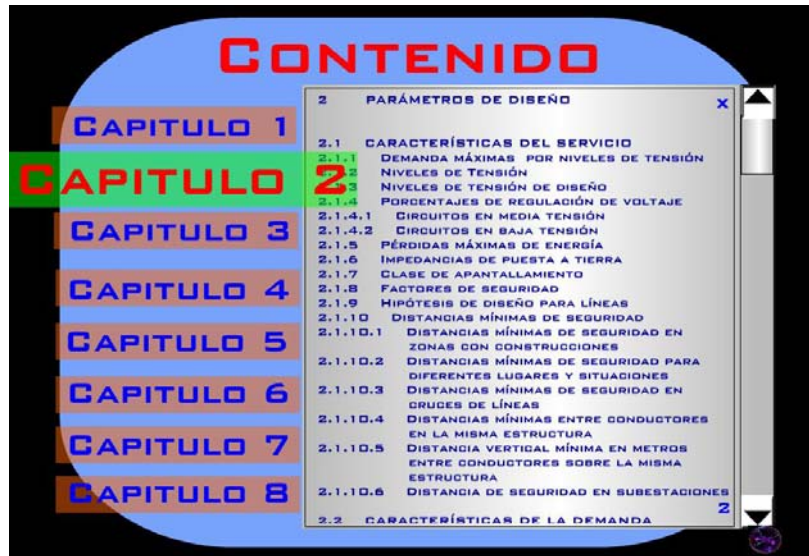 CONTENIDO
CAPITULO 1
CAPITULO 2
CAPITULO 3
CAPITULO 4
CAPITULO 5
CAPITULO 6
CAPITULO 7
CAPITULO 8
2 PARÁMETROS DE DISEÑO x
2.1 CARACTERÍSTICAS DEL SERVICIO
2.1.1 DEMANDA MÁXIMAS POR NIVELES DE TENSIÓN
2.1.2 NIVELES DE TENSIÓN
2.1.3 NIVELES DE TENSIÓN DE DISEÑO
2.1.4 PORCENTAJES DE REGULACIÓN DE VOLTAJE
2.1.4.1 CIRCUITOS EN MEDIA TENSIÓN
2.1.4.2 CIRCUITOS EN BAJA TENSIÓN
2.1.5 PÉRDIDAS MÁXIMAS DE ENERGÍA
2.1.6 IMPEDANCIAS DE PUESTA A TIERRA
2.1.7 CLASE DE APANTALLAMIENTO
2.1.8 FACTORES DE SEGURIDAD
2.1.9 HIPÓTESIS DE DISEÑO PARA LÍNEAS
2.1.10 DISTANCIAS MÍNIMAS DE SEGURIDAD
2.1.10.1 DISTANCIAS MÍNIMAS DE SEGURIDAD EN
ZONAS CON CONSTRUCCIONES
2.1.10.2 DISTANCIAS MÍNIMAS DE SEGURIDAD PARA
DIFERENTES LUGARES Y SITUACIONES
2.1.10.3 DISTANCIAS MÍNIMAS DE SEGURIDAD EN
CRUCES DE LÍNEAS
2.1.10.4 DISTANCIAS MÍNIMAS ENTRE CONDUCTORES
EN LA MISMA ESTRUCTURA
2.1.10.5 DISTANCIA VERTICAL MÍNIMA EN METROS
ENTRE CONDUCTORES SOBRE LA MISMA
ESTRUCTURA
2.1.10.6 DISTANCIA DE SEGURIDAD EN SUBESTACIONES
2
2.2 CARACTERÍSTICAS DE LA DEMANDA